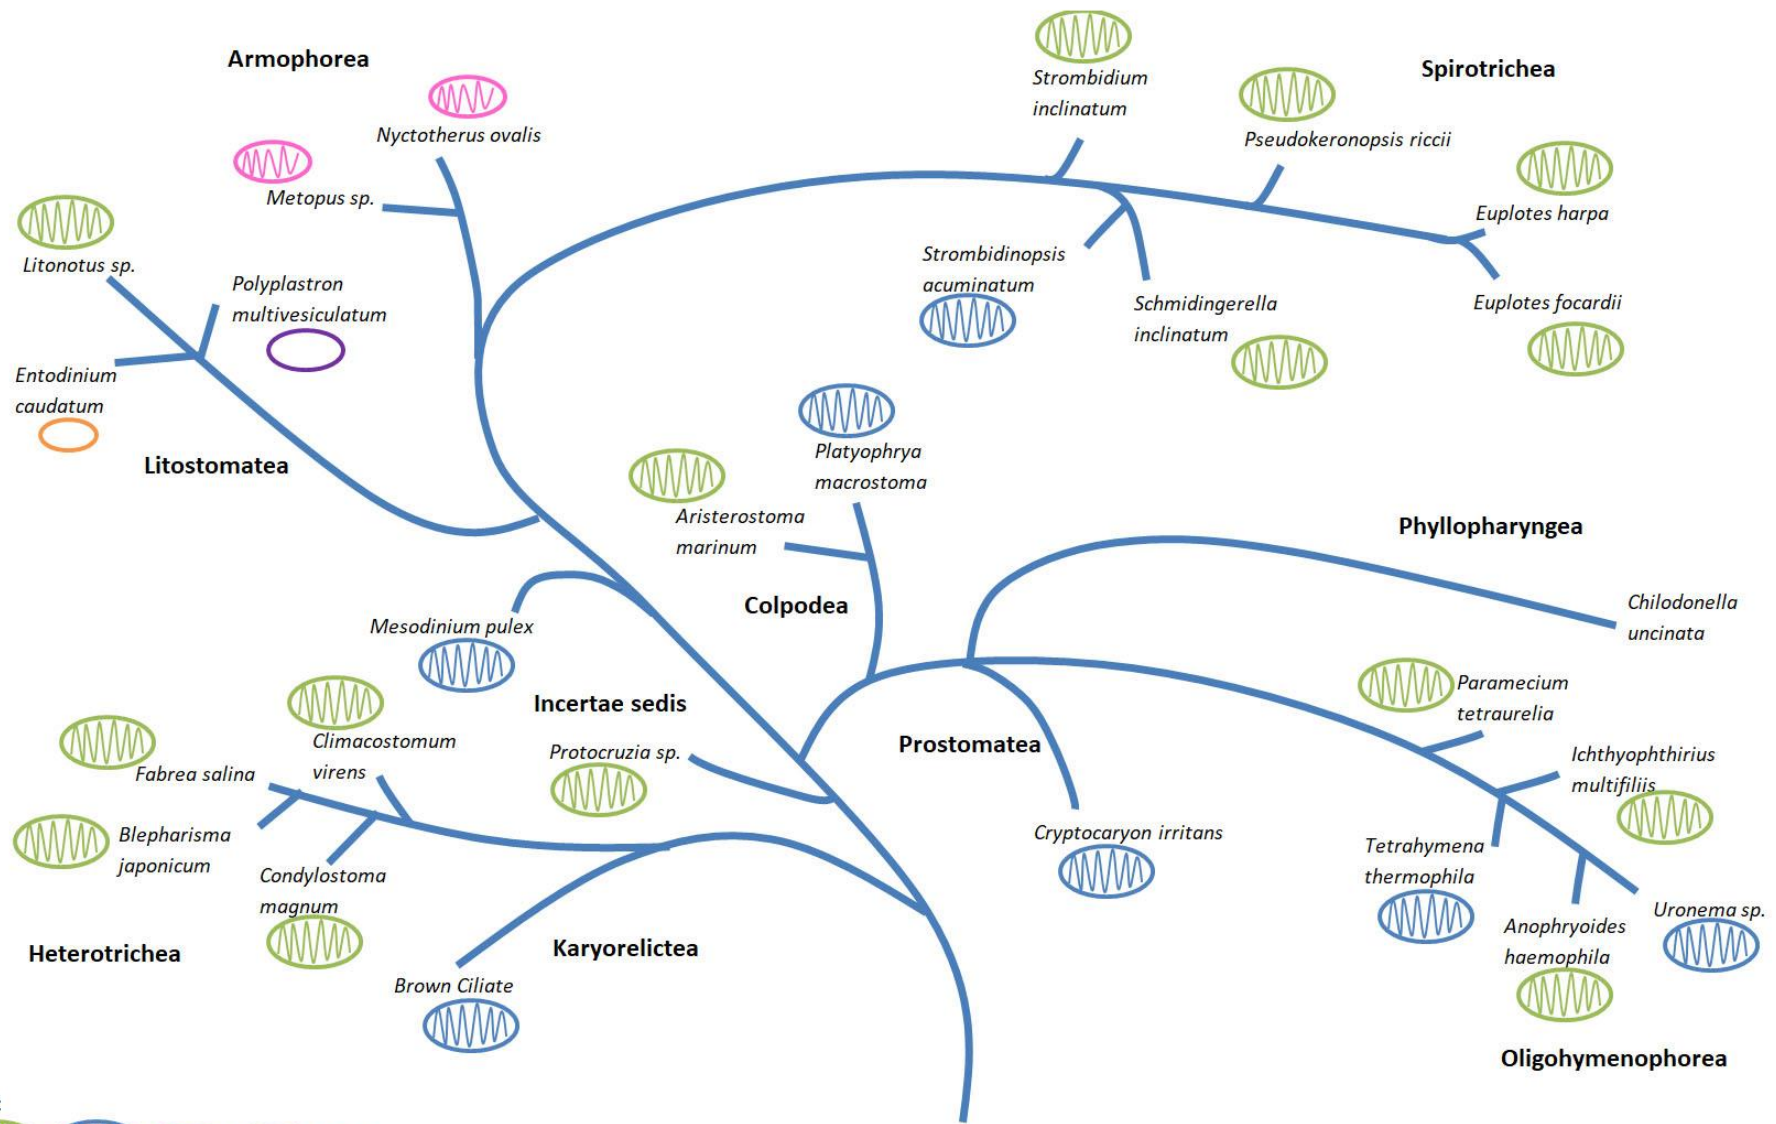 Armophorea
Nyctotherus ovalis
Metopus sp.
Litonotus sp.
Polyplastron
multivesiculatum
Entodinium
caudatum
Litostomatea
Strombidium
inclinatum
Spirotrichea
Pseudokeronopsis riccii
Euplotes harpa
Strombidinopsis
acuminatum
Schmidingerella
inclinatum
Euplotes focardii
Platyophrya
macrostoma
Aristerostoma
marinum
Colpodea
Phyllopharyngea
Chilodonella
uncinata
Mesodinium pulex
Incertae sedis
Protocruzia sp.
Climacostomum
virens
Fabrea salina
Blepharisma
japonicum
Condylostoma
magnum
Heterotrichea
Karyorelictea
Brown Ciliate
Prostomatea
Cryptocaryon irritans
Paramecium
tetraurelia
Ichthyophthirius
multifiliis
Tetrahymena
thermophila
Anophryoides
haemophila
Uronema sp.
Oligohymenophorea